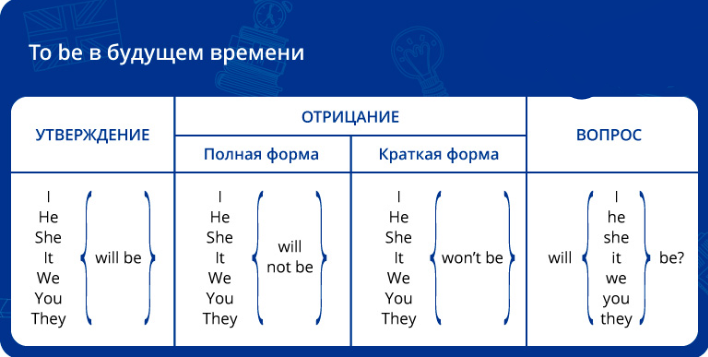 To be в будущем времени
УТВЕРЖДЕНИЕ
ОТРИЦАНИЕ
ВОПРОС
Полная форма
Краткая форма
I
He
She
It
We
You
They
will be
I
He
She
It
We
You
They
will
not be
I
He
She
It
We
You
They
won’t be
will
I
he
she
it
we
you
they
be?